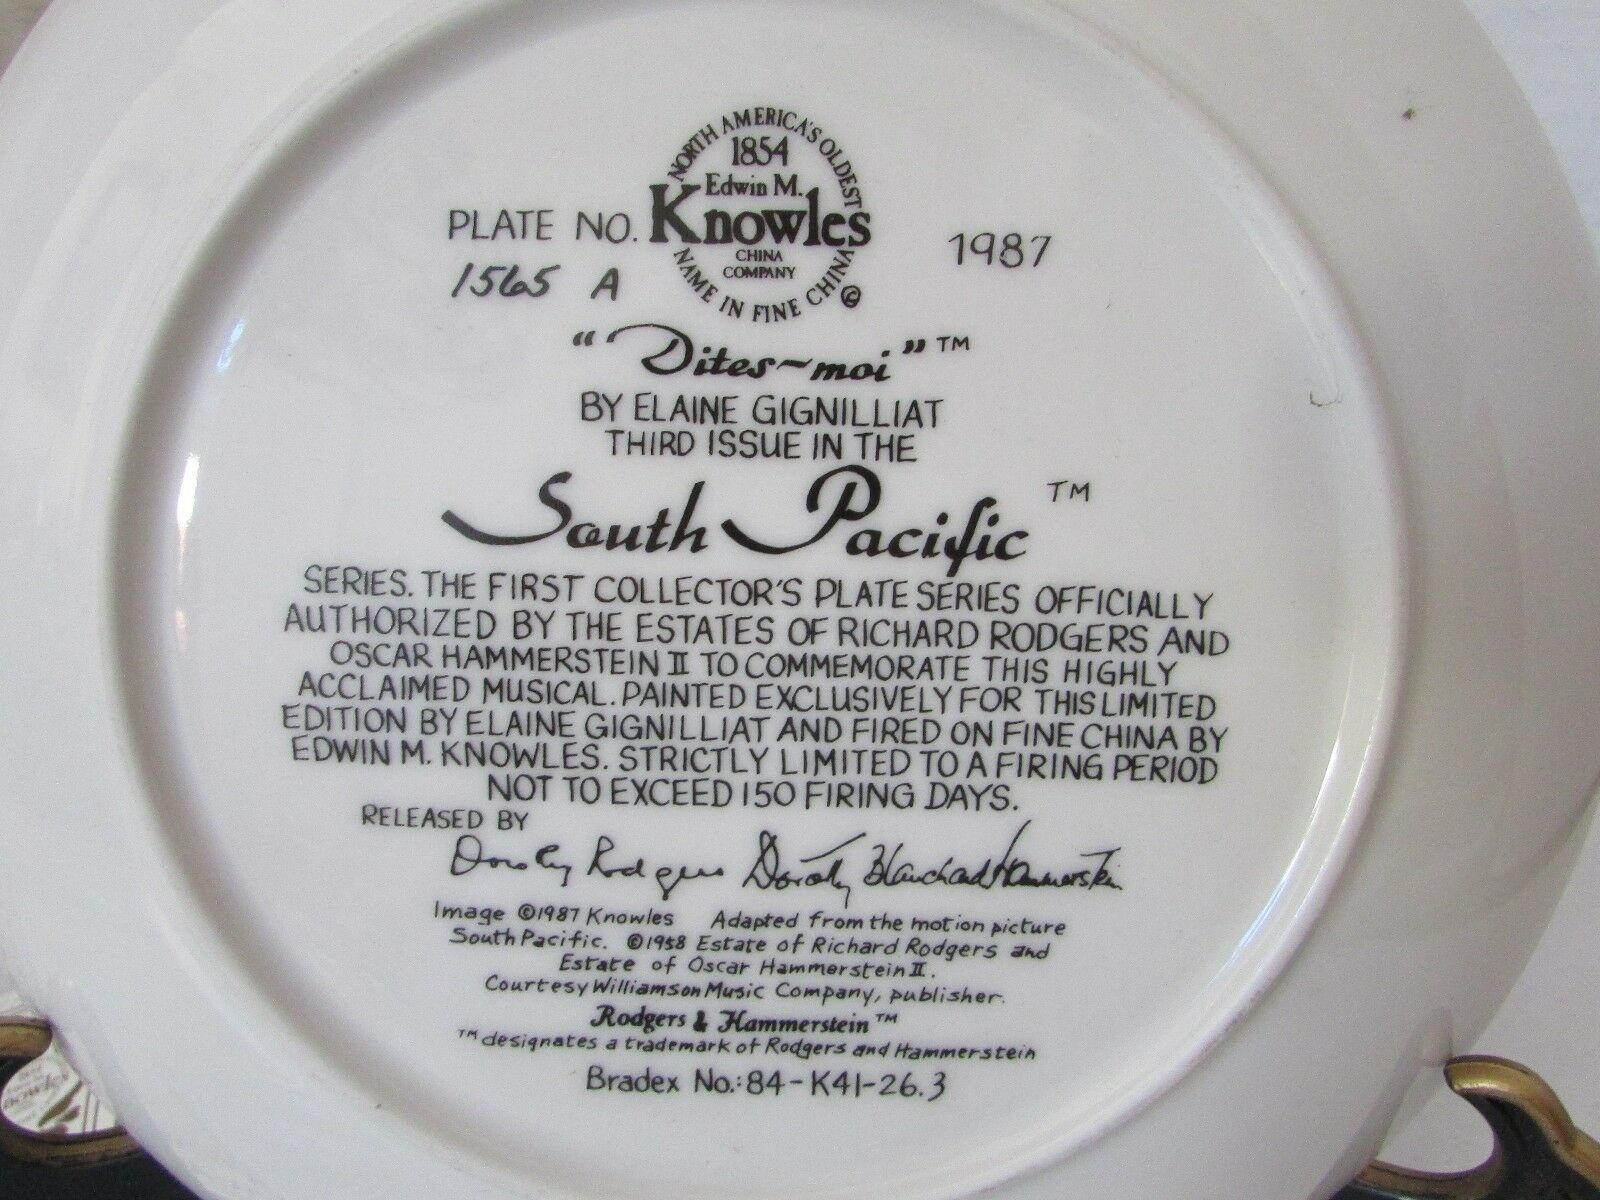 NORTH AMERICA'S OLDEST
1854
Edwin M.
Knowles
CHINA
COMPANY
NAME IN FINE CHINA
©
PLATE NO.
1565 A
1987
"Dites~moi"™
BY ELAINE GIGNILLIAT
THIRD ISSUE IN THE
South Pacific ™
SERIES. THE FIRST COLLECTOR'S PLATE SERIES OFFICIALLY
AUTHORIZED BY THE ESTATES OF RICHARD RODGERS AND
OSCAR HAMMERSTEIN II TO COMMEMORATE THIS HIGHLY
ACCLAIMED MUSICAL. PAINTED EXCLUSIVELY FOR THIS LIMITED
EDITION BY ELAINE GIGNILLIAT AND FIRED ON FINE CHINA BY
EDWIN M. KNOWLES. STRICTLY LIMITED TO A FIRING PERIOD
NOT TO EXCEED 150 FIRING DAYS.
RELEASED BY
Dorothy Rodgers Dorothy Blanchard Hammerstein
Image ©1987 Knowles Adapted from the motion picture
South Pacific. ©1958 Estate of Richard Rodgers and
Estate of Oscar Hammerstein II.
Courtesy Williamson Music Company, publisher.
Rodgers & Hammerstein™
™designates a trademark of Rodgers and Hammerstein
Bradex No.: 84-K41-26.3